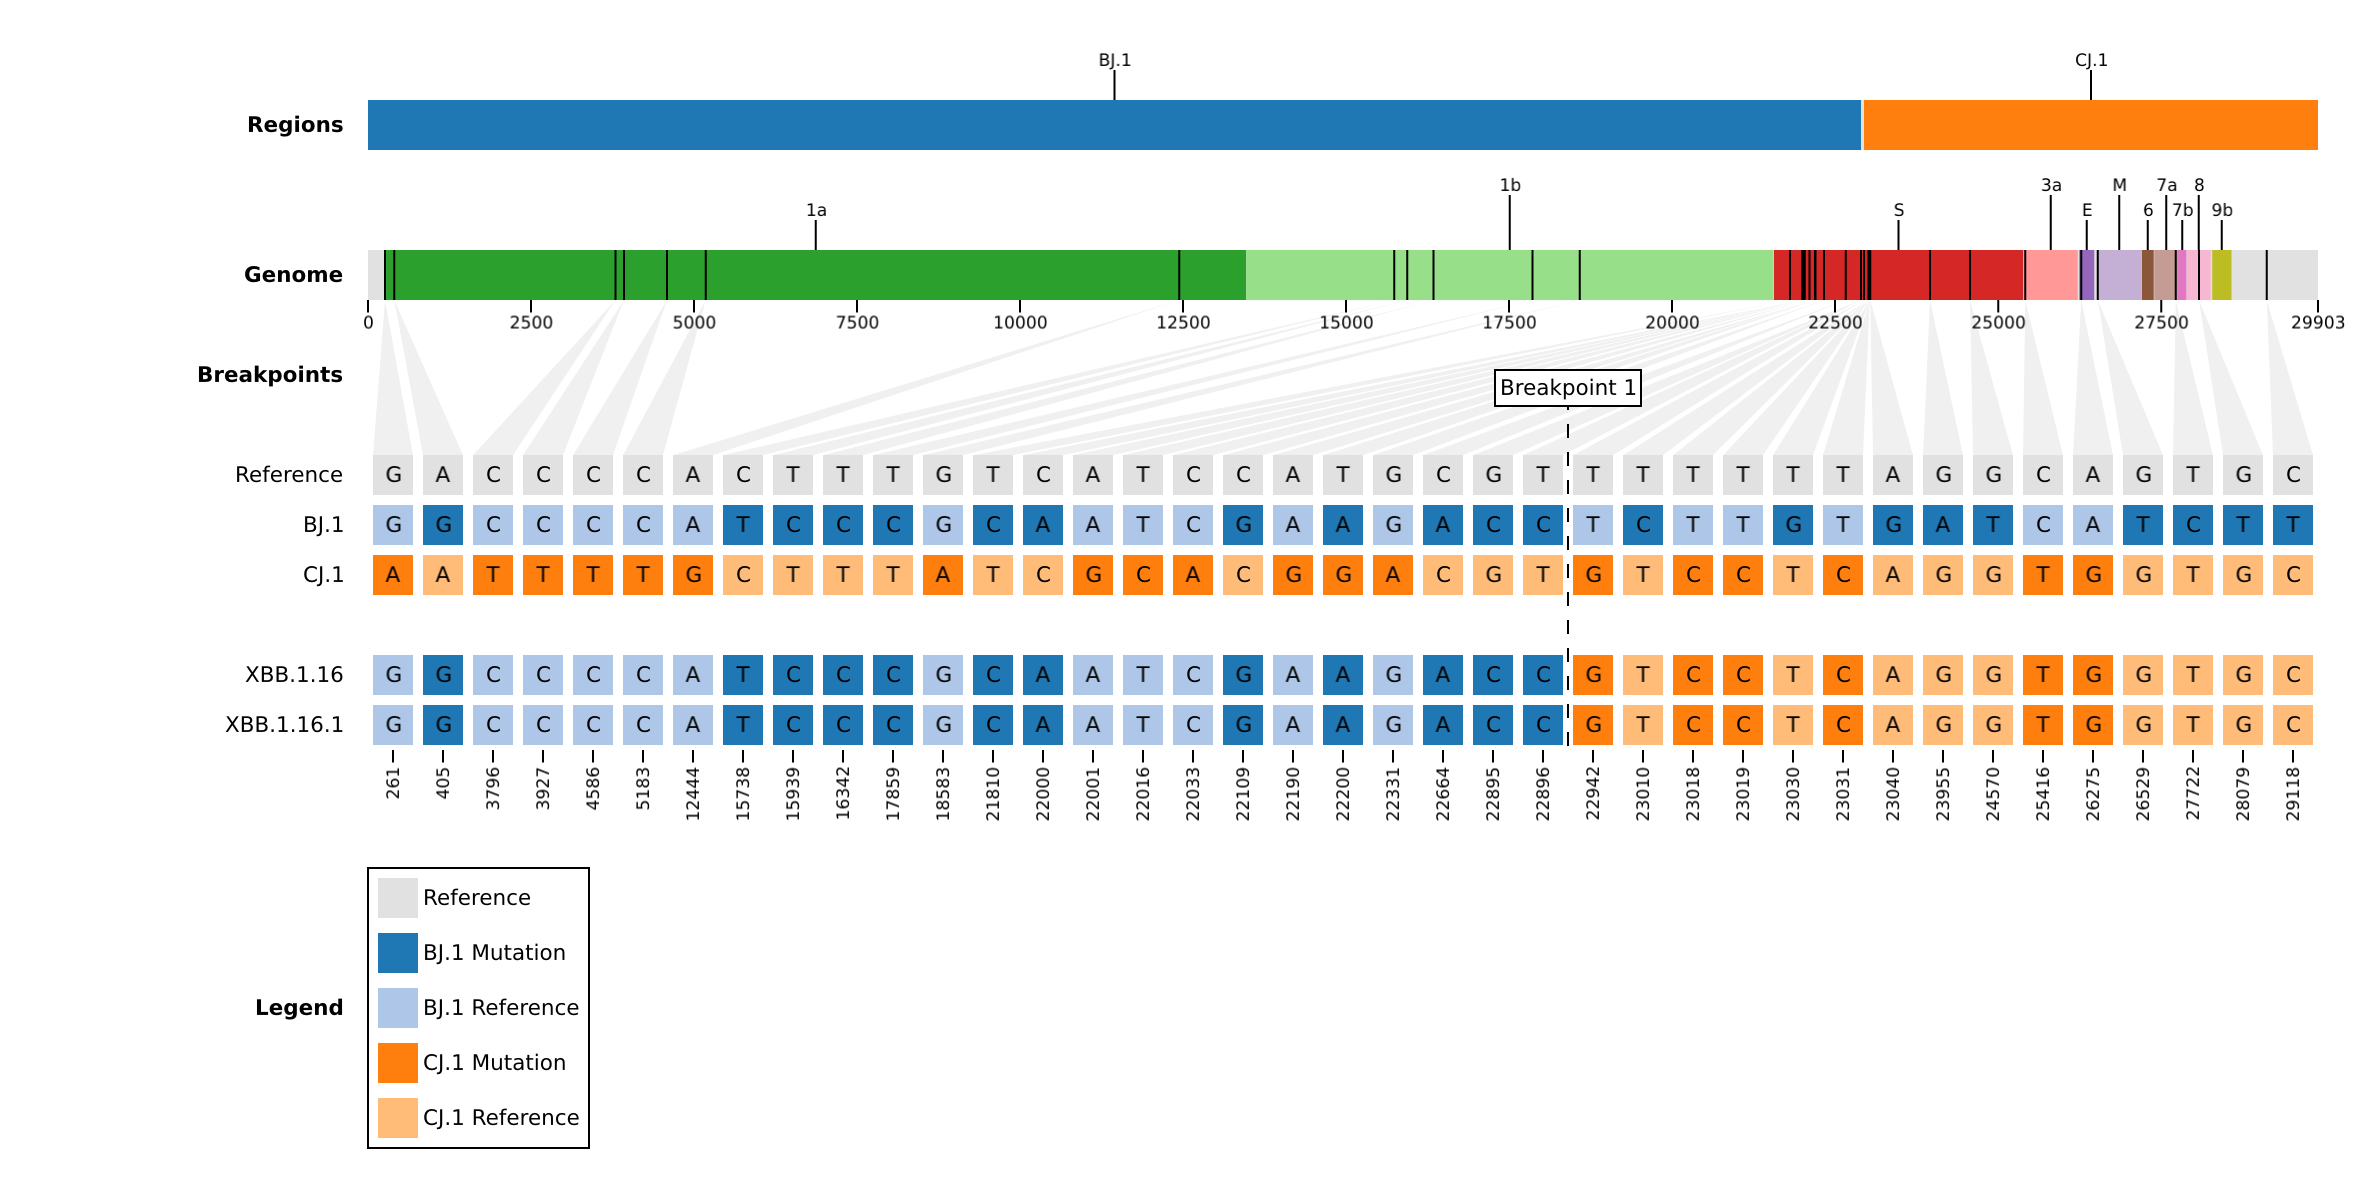 BJ.1 CJ.1
Regions
1b 3a M 7a 8
1a S E 6 7b 9b
Genome
0 2500 5000 7500 10000 12500 15000 17500 20000 22500 25000 27500 29903
Breakpoints
Breakpoint 1
Reference G A C C C C A C T T T G T C A T C C A T G C G T T T T T T T A G G C A G T G C
BJ.1 G G C C C C A T C C C G C A A T C G A A G A C C T C T T G T G A T C A T C T T
CJ.1 A A T T T T G C T T T A T C G C A C G G A C G T G T C C T C A G G T G G T G C
XBB.1.16 G G C C C C A T C C C G C A A T C G A A G A C C G T C C T C A G G T G G T G C
XBB.1.16.1 G G C C C C A T C C C G C A A T C G A A G A C C G T C C T C A G G T G G T G C
261 405 3796 3927 4586 5183 12444 15738 15939 16342 17859 18583 21810 22000 22001 22016 22033 22109 22190 22200 22331 22664 22895 22896 22942 23010 23018 23019 23030 23031 23040 23955 24570 25416 26275 26529 27722 28079 29118
Legend
Reference
BJ.1 Mutation
BJ.1 Reference
CJ.1 Mutation
CJ.1 Reference